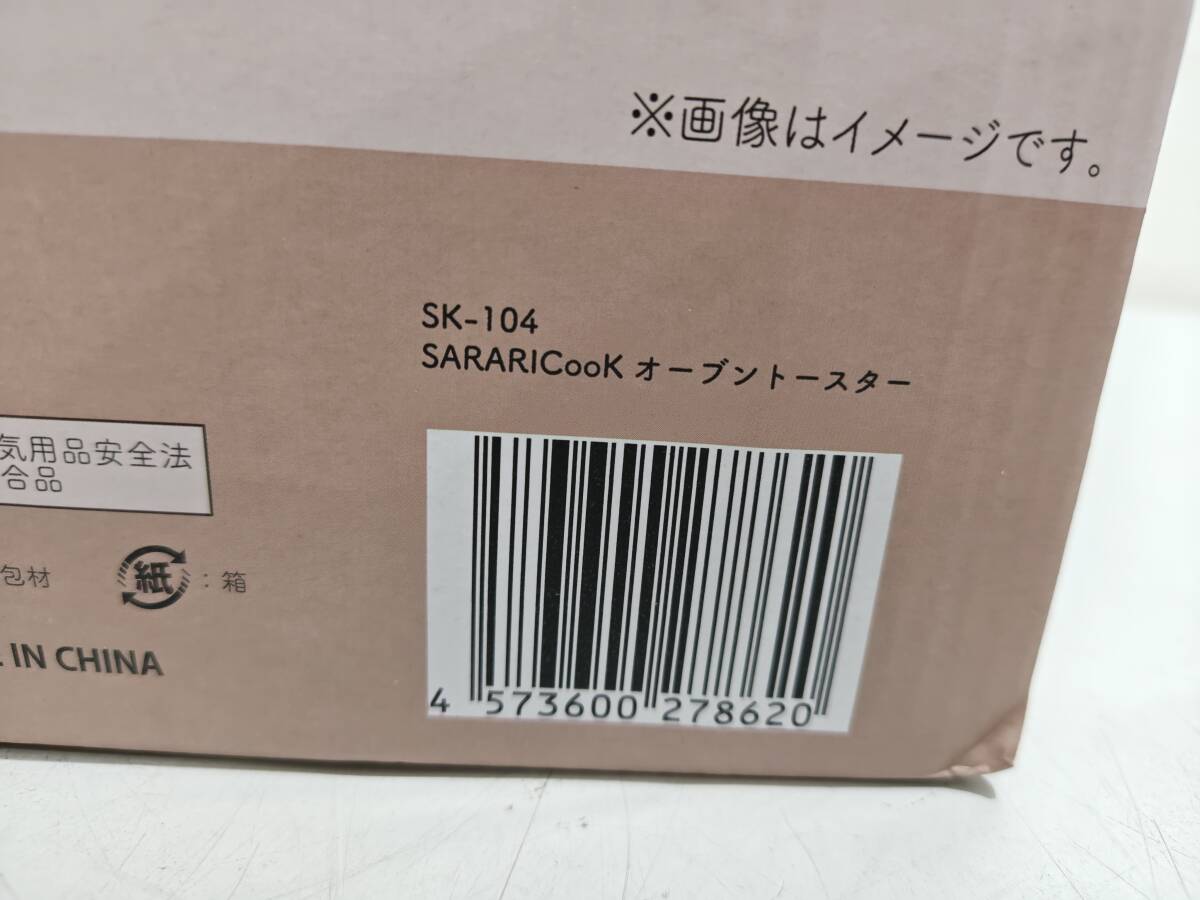 ※画像はイメージです。
SK-104
SARARICooK オーブントースター
気用品安全法
合品
包材
紙
：箱
IN CHINA
4 573600 278620